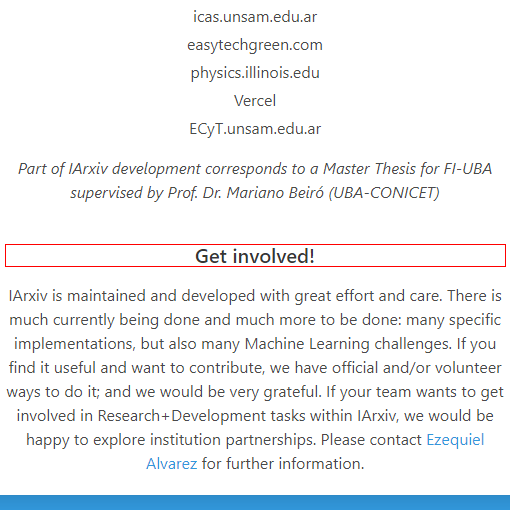 icas.unsam.edu.ar
easytechgreen.com
physics.illinois.edu
Vercel
ECyT.unsam.edu.ar
Part of IArxiv development corresponds to a Master Thesis for FI-UBA
supervised by Prof. Dr. Mariano Beiró (UBA-CONICET)
Get involved!
IArxiv is maintained and developed with great effort and care. There is
much currently being done and much more to be done: many specific
implementations, but also many Machine Learning challenges. If you
find it useful and want to contribute, we have official and/or volunteer
ways to do it; and we would be very grateful. If your team wants to get
involved in Research+Development tasks within IArxiv, we would be
happy to explore institution partnerships. Please contact Ezequiel
Alvarez for further information.